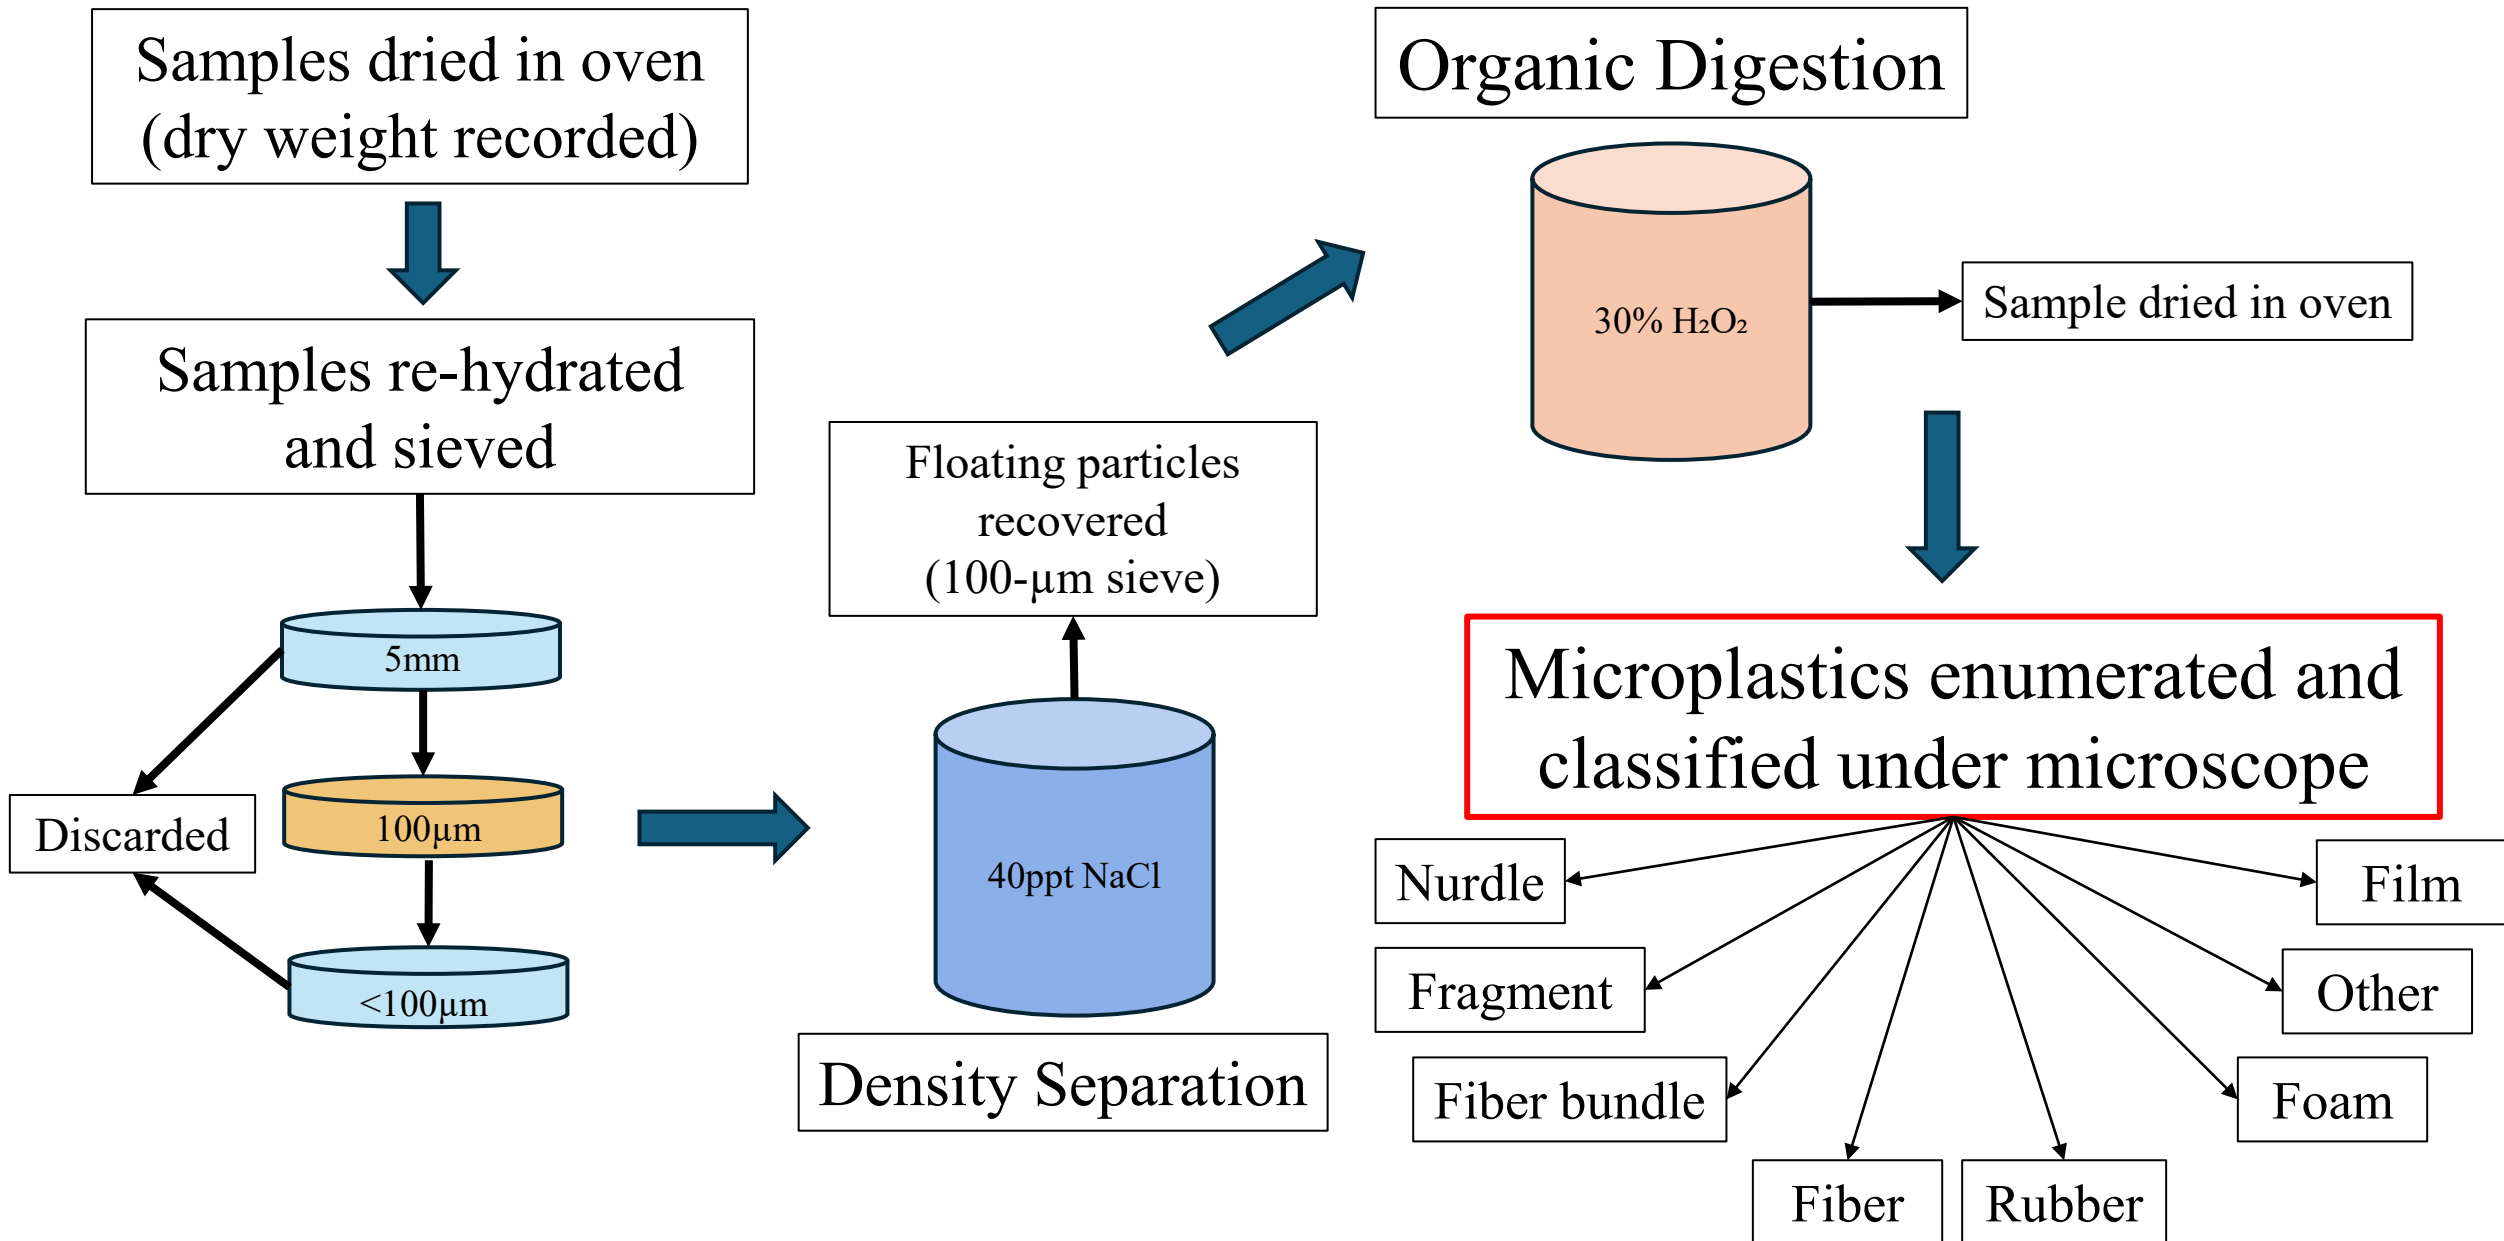 Samples dried in oven
(dry weight recorded)
Samples re-hydrated
and sieved
5mm
100µm
<100µm
Discarded
Floating particles
recovered
(100-µm sieve)
40ppt NaCl
Density Separation
Organic Digestion
30% H₂O₂
Sample dried in oven
Microplastics enumerated and
classified under microscope
Nurdle
Fragment
Fiber bundle
Fiber
Rubber
Foam
Other
Film